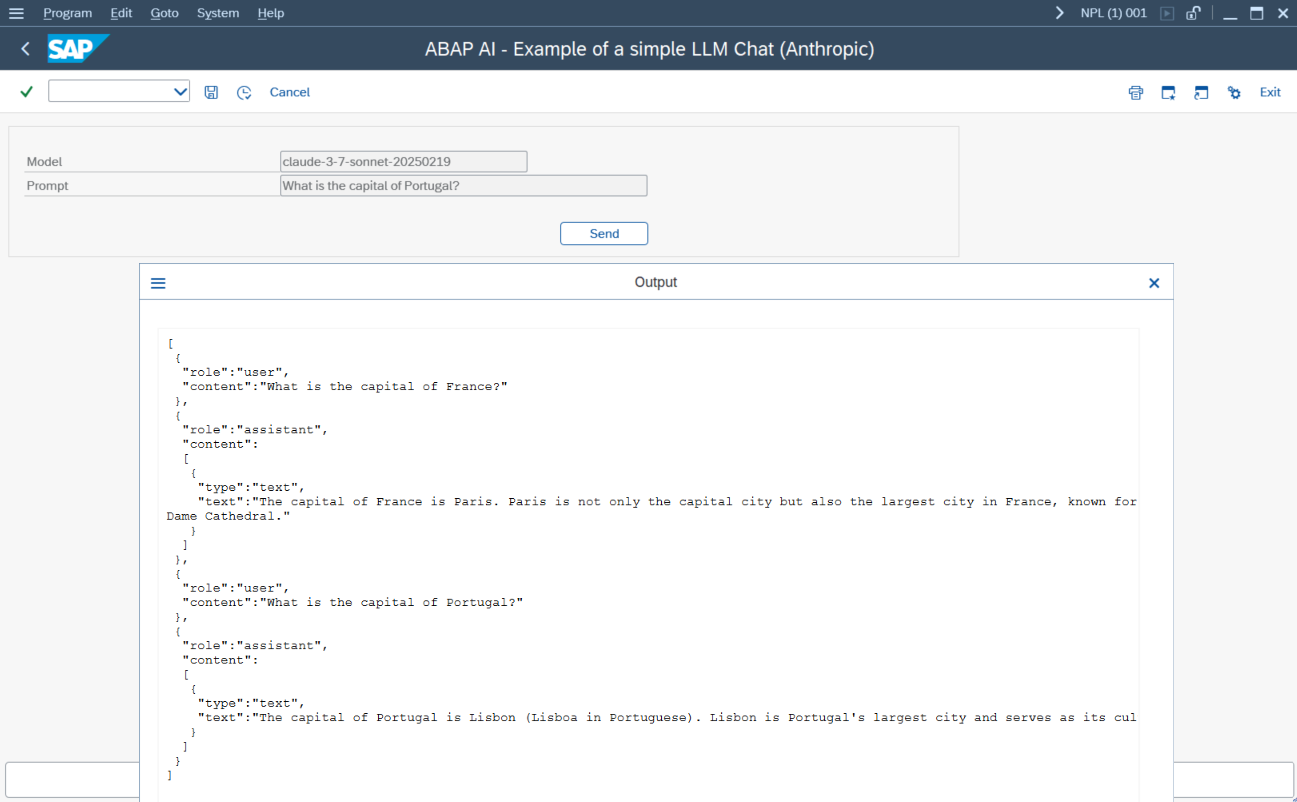 Program Edit Goto System Help NPL (1) 001
SAP ABAP AI - Example of a simple LLM Chat (Anthropic)
Cancel Exit
Model claude-3-7-sonnet-20250219
Prompt What is the capital of Portugal?
Send
Output
[
{
"role":"user",
"content":"What is the capital of France?"
},
{
"role":"assistant",
"content":
[
{
"type":"text",
"text":"The capital of France is Paris. Paris is not only the capital city but also the largest city in France, known for
Dame Cathedral."
}
]
},
{
"role":"user",
"content":"What is the capital of Portugal?"
},
{
"role":"assistant",
"content":
[
{
"type":"text",
"text":"The capital of Portugal is Lisbon (Lisboa in Portuguese). Lisbon is Portugal's largest city and serves as its cul
}
]
}
]